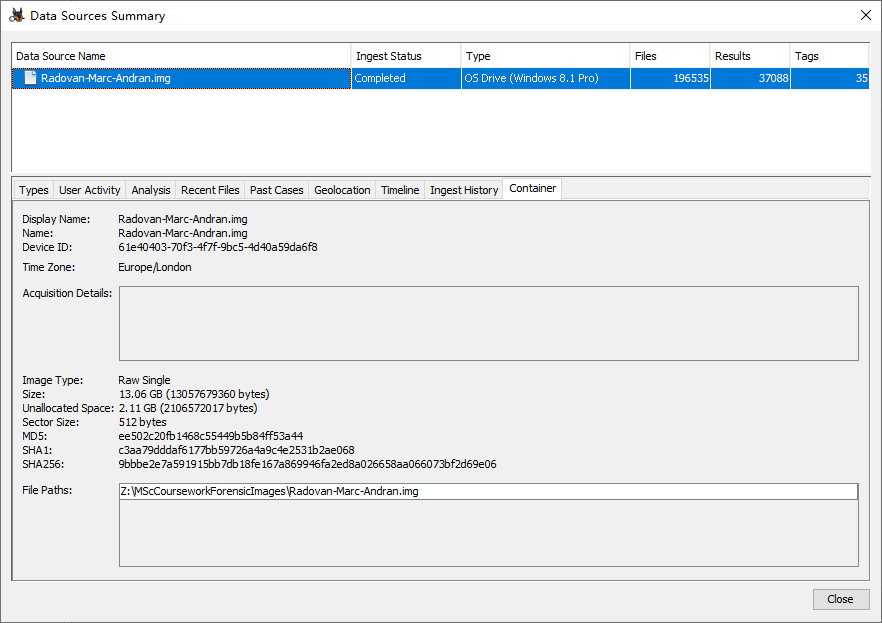 Data Sources Summary
Data Source Name Ingest Status Type Files Results Tags
Radovan-Marc-Andran.img Completed OS Drive (Windows 8.1 Pro) 196535 37088 35
Types User Activity Analysis Recent Files Past Cases Geolocation Timeline Ingest History Container
Display Name: Radovan-Marc-Andran.img
Name: Radovan-Marc-Andran.img
Device ID: 61e40403-70f3-4f7f-9bc5-4d40a59da6f8
Time Zone: Europe/London
Acquisition Details:
Image Type: Raw Single
Size: 13.06 GB (13057679360 bytes)
Unallocated Space: 2.11 GB (2106572017 bytes)
Sector Size: 512 bytes
MD5: ee502c20fb1468c55449b5b84ff53a44
SHA1: c3aa79dddaf6177bb59726a4a9c4e2531b2ae068
SHA256: 9bbbe2e7a591915bb7db18fe167a869946fa2ed8a026658aa066073bf2d69e06
File Paths: Z:\MScCourseworkForensicImages\Radovan-Marc-Andran.img
Close